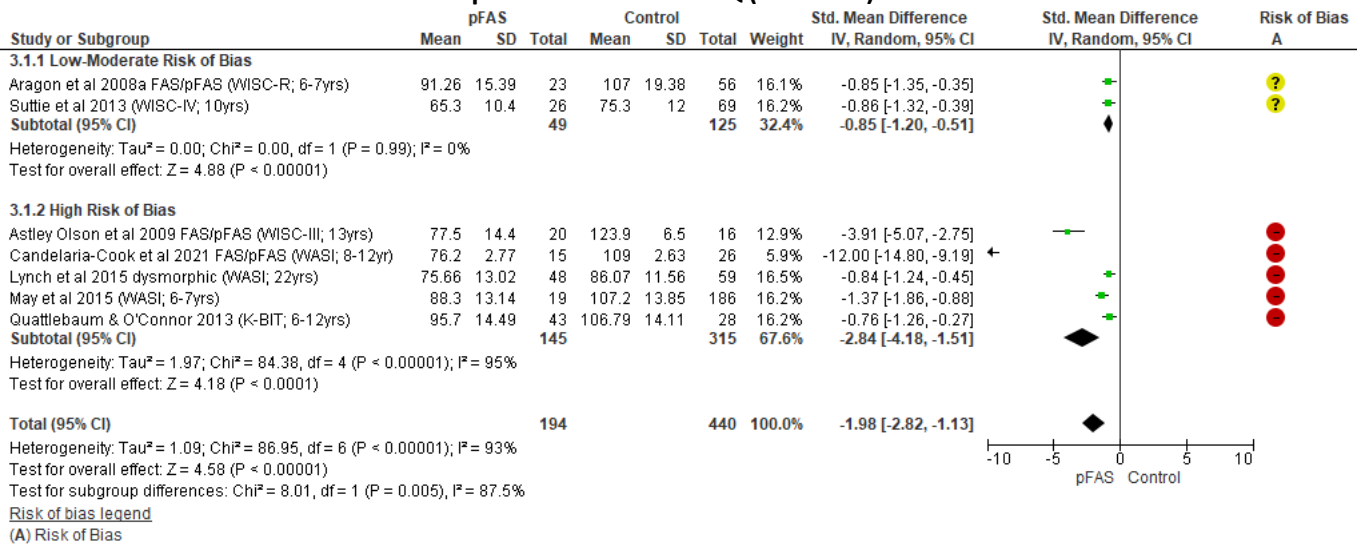 pFAS Control Std. Mean Difference Std. Mean Difference Risk of Bias
Study or Subgroup Mean SD Total Mean SD Total Weight IV, Random, 95% CI IV, Random, 95% CI A
3.1.1 Low-Moderate Risk of Bias
Aragon et al 2008a FAS/pFAS (WISC-R; 6-7yrs) 91.26 15.39 23 107 19.38 56 16.1% -0.85 [-1.35, -0.35] ?
Suttie et al 2013 (WISC-IV; 10yrs) 65.3 10.4 26 75.3 12 69 16.2% -0.86 [-1.32, -0.39] ?
Subtotal (95% CI) 49 125 32.4% -0.85 [-1.20, -0.51]
Heterogeneity: Tau² = 0.00; Chi² = 0.00, df = 1 (P = 0.99); I² = 0%
Test for overall effect: Z = 4.88 (P < 0.00001)
3.1.2 High Risk of Bias
Astley Olson et al 2009 FAS/pFAS (WISC-III; 13yrs) 77.5 14.4 20 123.9 6.5 16 12.9% -3.91 [-5.07, -2.75] -
Candelaria-Cook et al 2021 FAS/pFAS (WASI; 8-12yr) 76.2 2.77 15 109 2.63 26 5.9% -12.00 [-14.80, -9.19] -
Lynch et al 2015 dysmorphic (WASI; 22yrs) 75.66 13.02 48 86.07 11.56 59 16.5% -0.84 [-1.24, -0.45] -
May et al 2015 (WASI; 6-7yrs) 88.3 13.14 19 107.2 13.85 186 16.2% -1.37 [-1.86, -0.88] -
Quattlebaum & O'Connor 2013 (K-BIT; 6-12yrs) 95.7 14.49 43 106.79 14.11 28 16.2% -0.76 [-1.26, -0.27] -
Subtotal (95% CI) 145 315 67.6% -2.84 [-4.18, -1.51]
Heterogeneity: Tau² = 1.97; Chi² = 84.38, df = 4 (P < 0.00001); I² = 95%
Test for overall effect: Z = 4.18 (P < 0.0001)
Total (95% CI) 194 440 100.0% -1.98 [-2.82, -1.13]
Heterogeneity: Tau² = 1.09; Chi² = 86.95, df = 6 (P < 0.00001); I² = 93%
Test for overall effect: Z = 4.58 (P < 0.00001)
Test for subgroup differences: Chi² = 8.01, df = 1 (P = 0.005), I² = 87.5%
-10 -5 0 5 10
pFAS Control
Risk of bias legend
(A) Risk of Bias